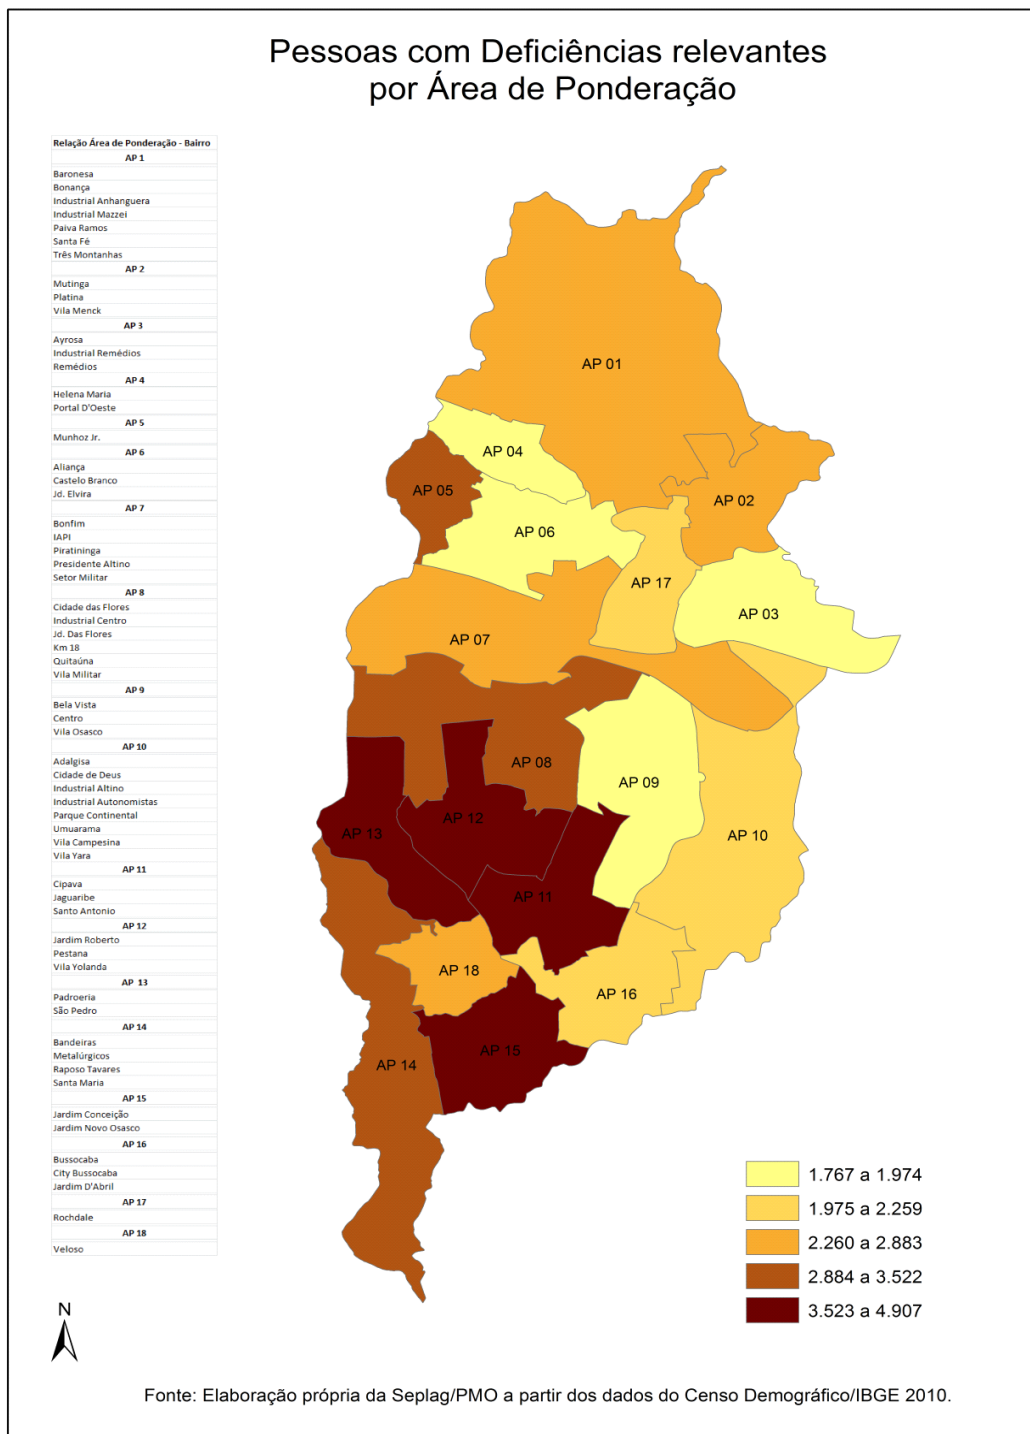 Pessoas com Deficiências relevantes
por Área de Ponderação
Relação Área de Ponderação - Bairro
AP 1
Baronesa
Bonança
Industrial Anhanguera
Industrial Mazzei
Paiva Ramos
Santa Fé
Três Montanhas
AP 2
Mutinga
Platina
Vila Menck
AP 3
Ayrosa
Industrial Remédios
Remédios
AP 4
Helena Maria
Portal D'Oeste
AP 5
Munhoz Jr.
AP 6
Aliança
Castelo Branco
Jd. Elvira
AP 7
Bonfim
IAPI
Piratininga
Presidente Altino
Setor Militar
AP 8
Cidade das Flores
Industrial Centro
Jd. Das Flores
Km 18
Quitaúna
Vila Militar
AP 9
Bela Vista
Centro
Vila Osasco
AP 10
Adalgisa
Cidade de Deus
Industrial Altino
Industrial Autonomistas
Parque Continental
Umuarama
Vila Campesina
Vila Yara
AP 11
Cipava
Jaguaribe
Santo Antonio
AP 12
Jardim Roberto
Pestana
Vila Yolanda
AP 13
Padroeria
São Pedro
AP 14
Bandeiras
Metalúrgicos
Raposo Tavares
Santa Maria
AP 15
Jardim Conceição
Jardim Novo Osasco
AP 16
Bussocaba
City Bussocaba
Jardim D'Abril
AP 17
Rochdale
AP 18
Veloso
AP 01
AP 04
AP 05
AP 02
AP 06
AP 17
AP 03
AP 07
AP 08
AP 09
AP 12
AP 13
AP 10
AP 11
AP 18
AP 16
AP 15
AP 14
1.767 a 1.974
1.975 a 2.259
2.260 a 2.883
2.884 a 3.522
3.523 a 4.907
N
Fonte: Elaboração própria da Seplag/PMO a partir dos dados do Censo Demográfico/IBGE 2010.